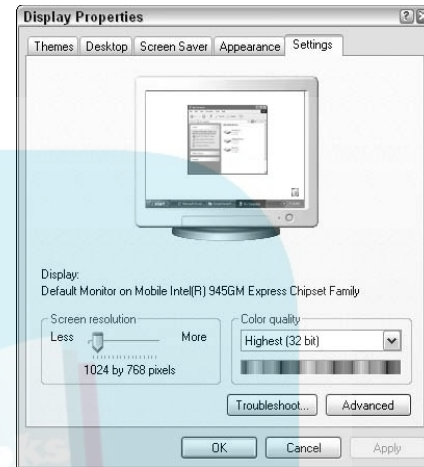 Display Properties
Themes Desktop Screen Saver Appearance Settings
Display:
Default Monitor on Mobile Intel(R) 945GM Express Chipset Family
Screen resolution
Color quality
Less More
Highest (32 bit)
1024 by 768 pixels
Troubleshoot... Advanced
OK Cancel Apply